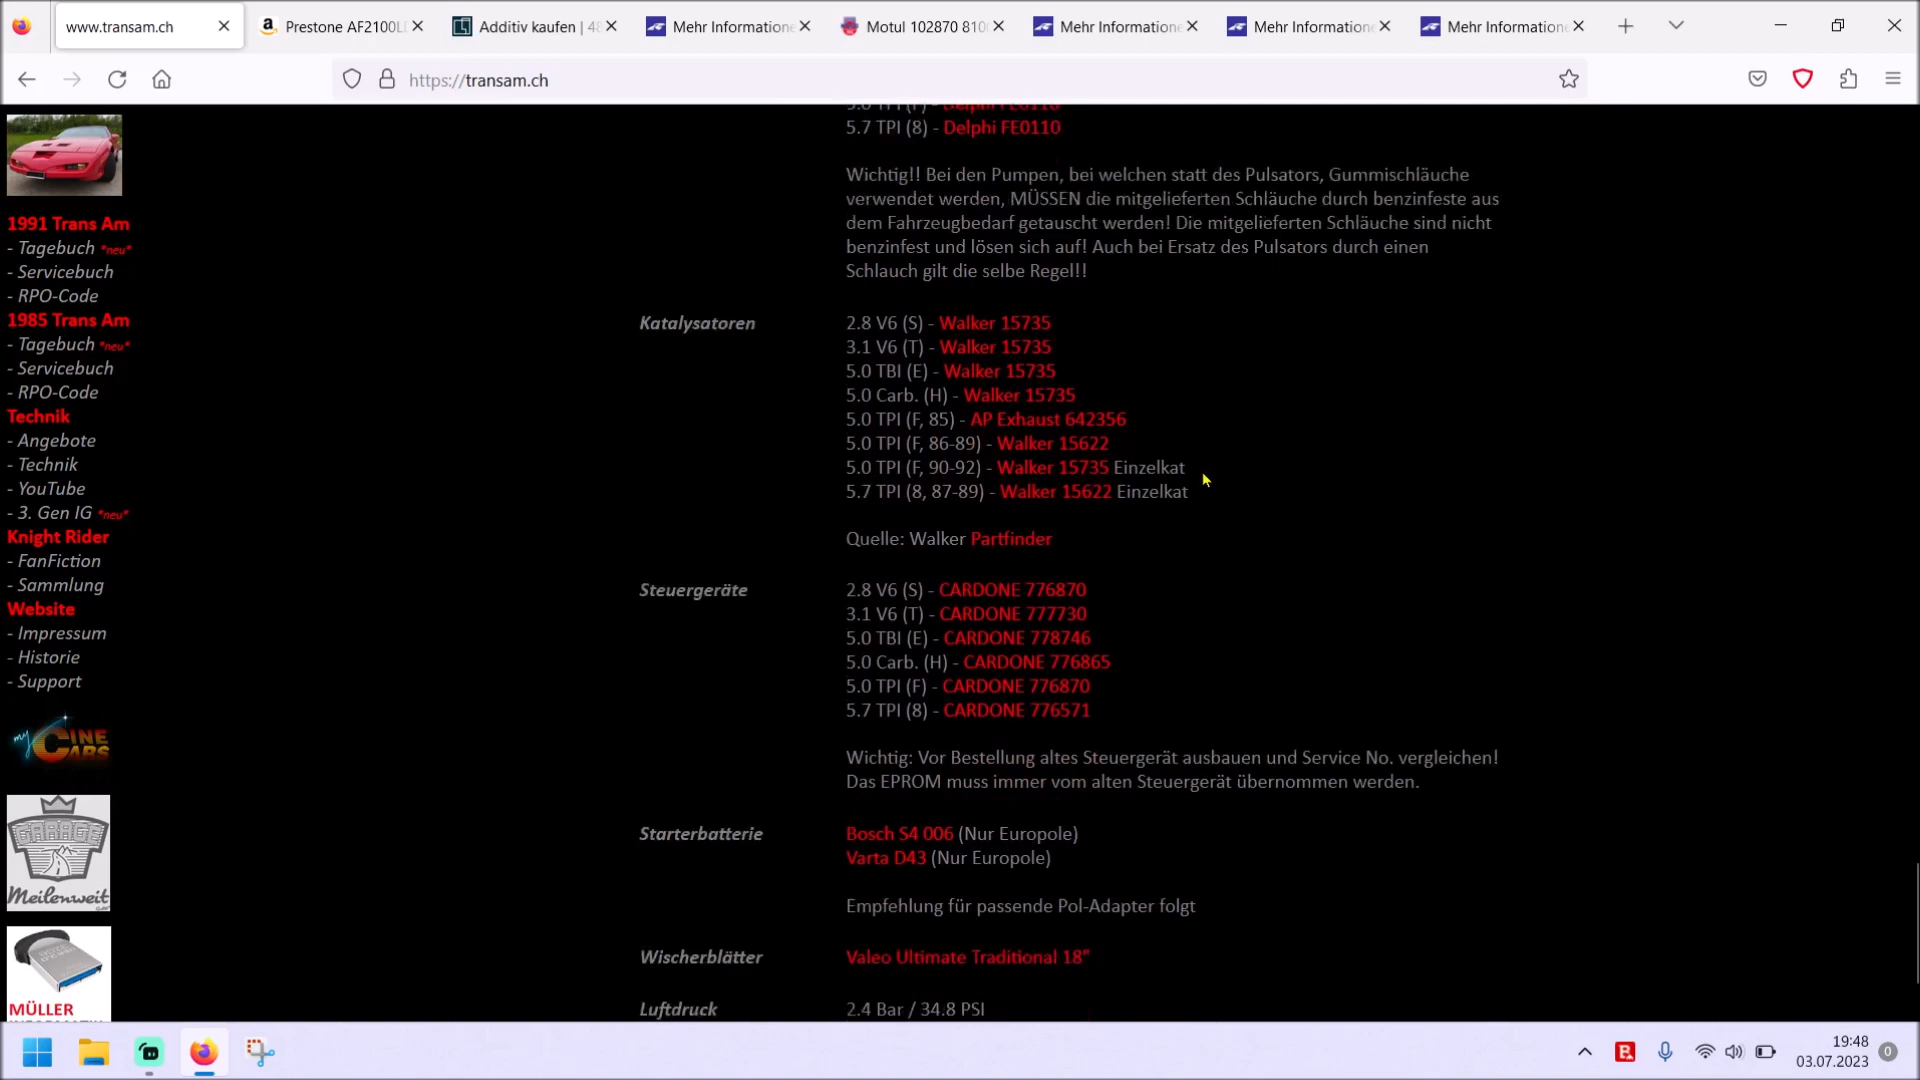 www.transam.ch
Prestone AF2100LD
Additiv kaufen | 48
Mehr Informatione
Motul 102870 810
Mehr Informatione
Mehr Informatione
Mehr Informatione
https://transam.ch
5.7 TPI (8) - Delphi FE0110
Wichtig!! Bei den Pumpen, bei welchen statt des Pulsators, Gummischläuche
verwendet werden, MÜSSEN die mitgelieferten Schläuche durch benzinfeste aus
dem Fahrzeugbedarf getauscht werden! Die mitgelieferten Schläuche sind nicht
benzinfest und lösen sich auf! Auch bei Ersatz des Pulsators durch einen
Schlauch gilt die selbe Regel!!
Katalysatoren
2.8 V6 (S) - Walker 15735
3.1 V6 (T) - Walker 15735
5.0 TBI (E) - Walker 15735
5.0 Carb. (H) - Walker 15735
5.0 TPI (F, 85) - AP Exhaust 642356
5.0 TPI (F, 86-89) - Walker 15622
5.0 TPI (F, 90-92) - Walker 15735 Einzelkat
5.7 TPI (8, 87-89) - Walker 15622 Einzelkat
Quelle: Walker Partfinder
Steuergeräte
2.8 V6 (S) - CARDONE 776870
3.1 V6 (T) - CARDONE 777730
5.0 TBI (E) - CARDONE 778746
5.0 Carb. (H) - CARDONE 776865
5.0 TPI (F) - CARDONE 776870
5.7 TPI (8) - CARDONE 776571
Wichtig: Vor Bestellung altes Steuergerät ausbauen und Service No. vergleichen!
Das EPROM muss immer vom alten Steuergerät übernommen werden.
Starterbatterie
Bosch S4 006 (Nur Europole)
Varta D43 (Nur Europole)
Empfehlung für passende Pol-Adapter folgt
Wischerblätter
Valeo Ultimate Traditional 18"
Luftdruck
2.4 Bar / 34.8 PSI
1991 Trans Am
- Tagebuch *neu*
- Servicebuch
- RPO-Code
1985 Trans Am
- Tagebuch *neu*
- Servicebuch
- RPO-Code
Technik
- Angebote
- Technik
- YouTube
- 3. Gen IG *neu*
Knight Rider
- FanFiction
- Sammlung
Website
- Impressum
- Historie
- Support
my CINE CARS
GARAGE
Meilenweit
MÜLLER
19:48
03.07.2023
0